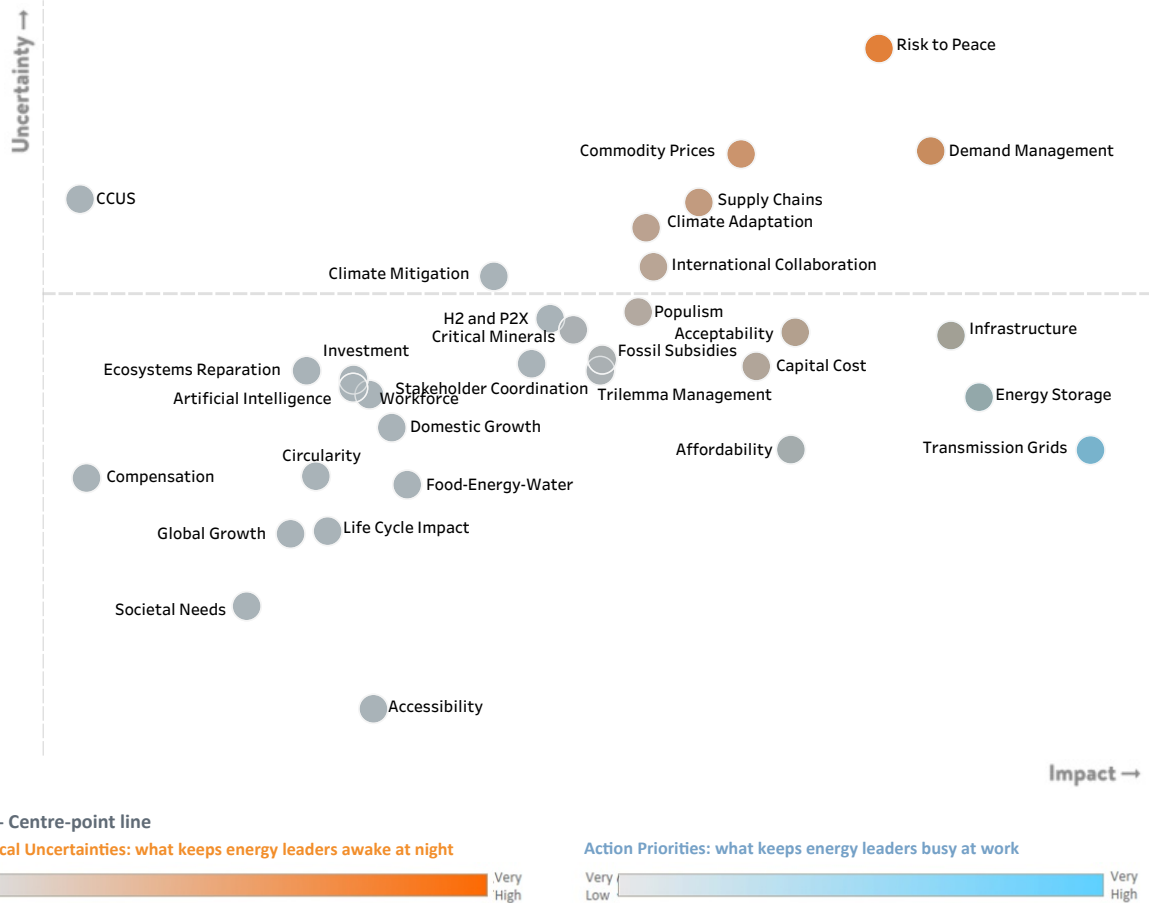 Uncertainty →
Risk to Peace
Commodity Prices
Demand Management
CCUS
Supply Chains
Climate Adaptation
International Collaboration
Climate Mitigation
Populism
H2 and P2X
Acceptability
Infrastructure
Critical Minerals
Investment
Fossil Subsidies
Ecosystems Reparation
Capital Cost
Stakeholder Coordination
Artificial Intelligence
Workforce
Trilemma Management
Energy Storage
Domestic Growth
Affordability
Transmission Grids
Circularity
Compensation
Food-Energy-Water
Global Growth
Life Cycle Impact
Societal Needs
Accessibility
Impact →
- Centre-point line
cal Uncertainties: what keeps energy leaders awake at night
Action Priorities: what keeps energy leaders busy at work
Very
High
Very
Low
Very
High